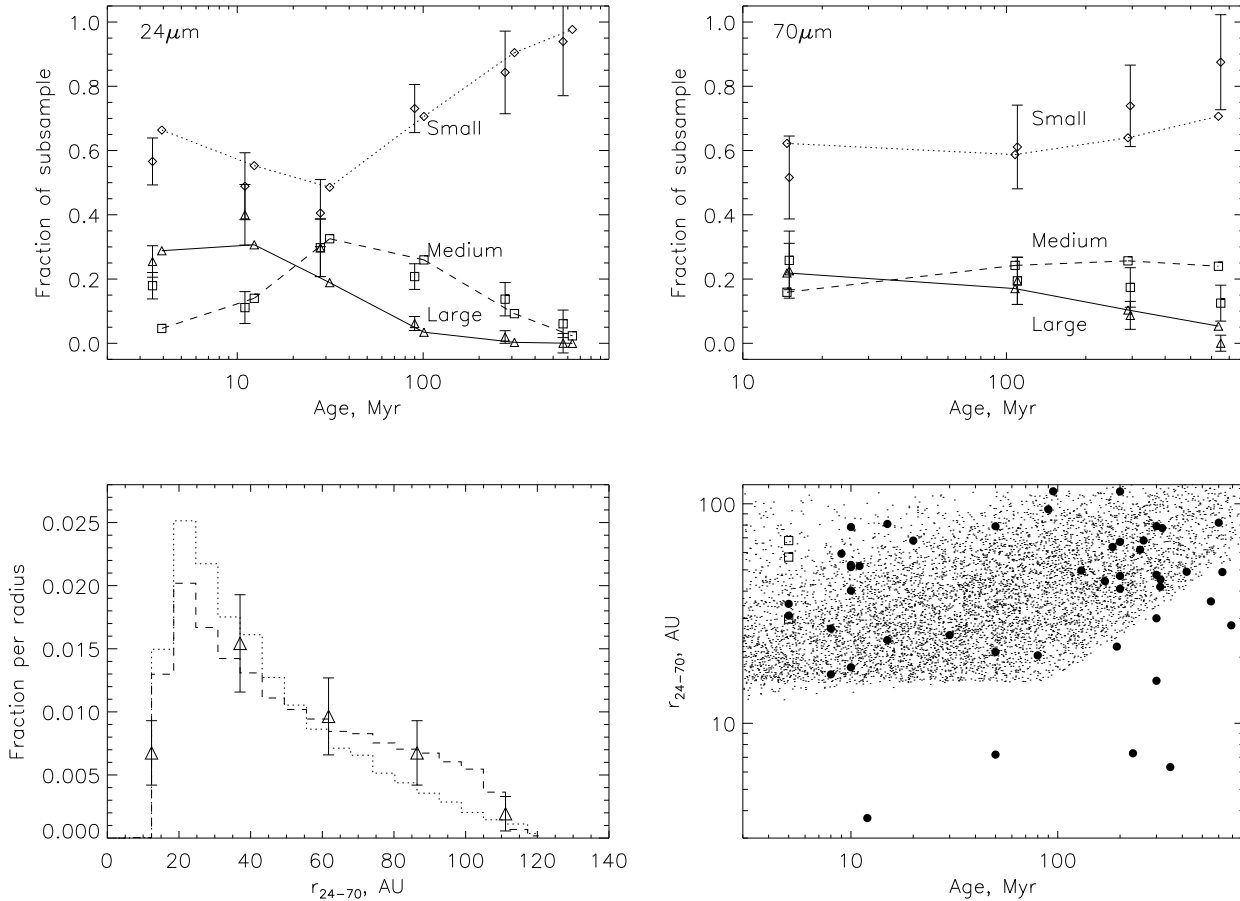 24μm
Fraction of subsample
1.0
0.8
0.6
0.4
0.2
0.0
Small
Medium
Large
10
100
Age, Myr
70μm
Fraction of subsample
1.0
0.8
0.6
0.4
0.2
0.0
Small
Medium
Large
10
100
Age, Myr
Fraction per radius
0.025
0.020
0.015
0.010
0.005
0.000
0
20
40
60
80
100
120
140
r24−70, AU
r24−70, AU
100
10
10
100
Age, Myr